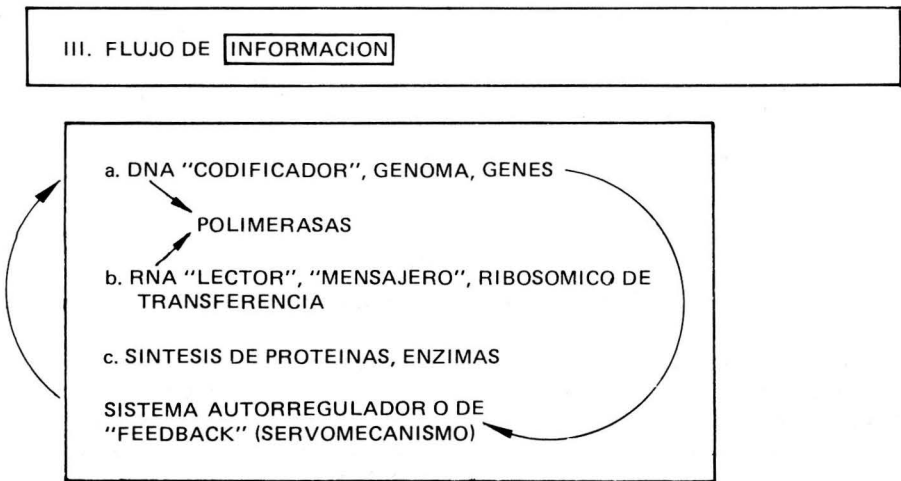 III. FLUJO DE INFORMACION
a. DNA "CODIFICADOR", GENOMA, GENES
POLIMERASAS
b. RNA "LECTOR", "MENSAJERO", RIBOSOMICO DE
TRANSFERENCIA
c. SINTESIS DE PROTEINAS, ENZIMAS
SISTEMA AUTORREGULADOR O DE
"FEEDBACK" (SERVOMECANISMO)